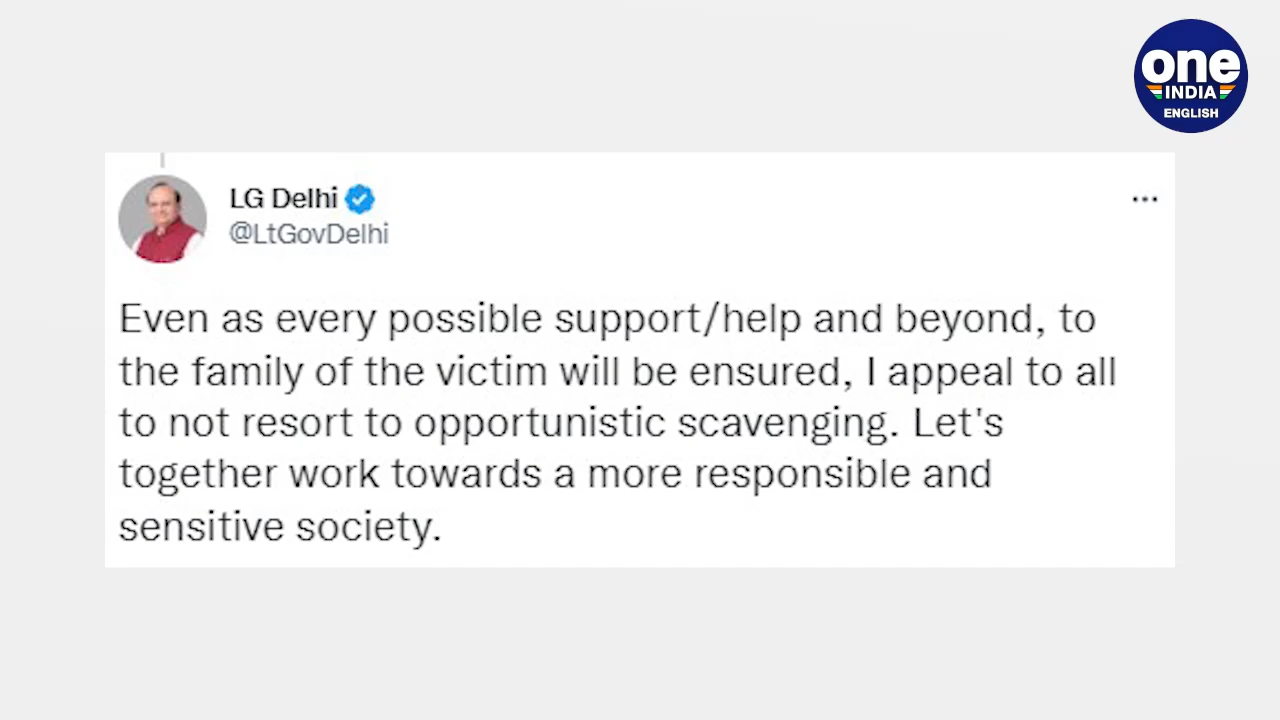 one
INDIA
ENGLISH
LG Delhi
@LtGovDelhi
Even as every possible support/help and beyond, to
the family of the victim will be ensured, I appeal to all
to not resort to opportunistic scavenging. Let's
together work towards a more responsible and
sensitive society.